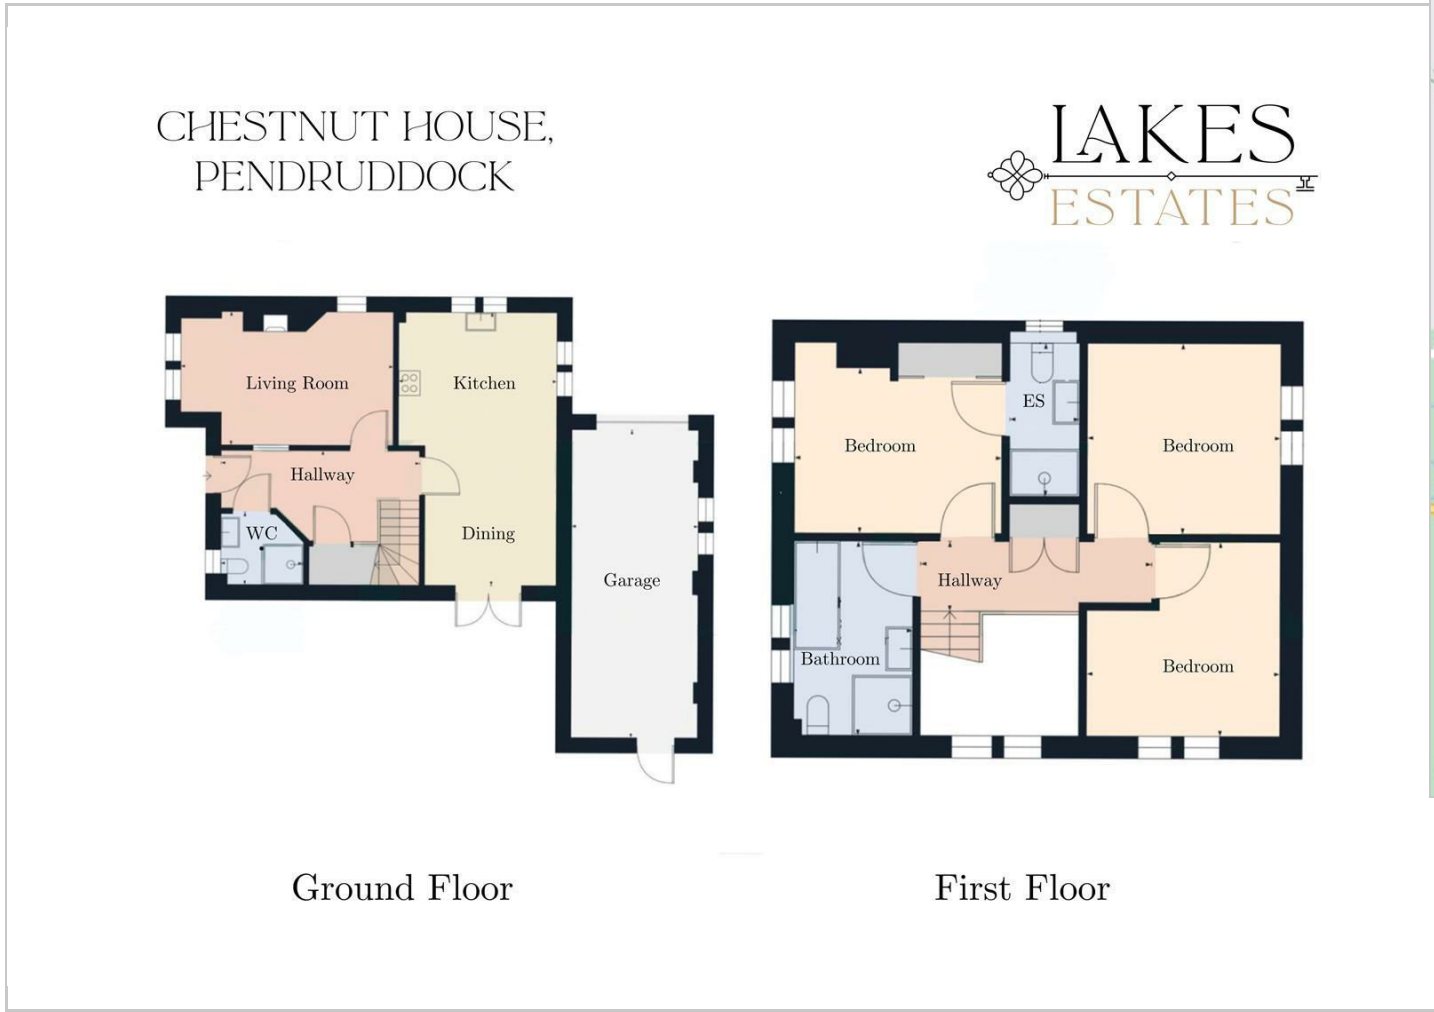 CHESTNUT HOUSE,
PENDRUDDOCK
LAKES
ESTATES
Living Room
Kitchen
Hallway
WC
Dining
Garage
ES
Bedroom
Bedroom
Hallway
Bathroom
Bedroom
Ground Floor
First Floor